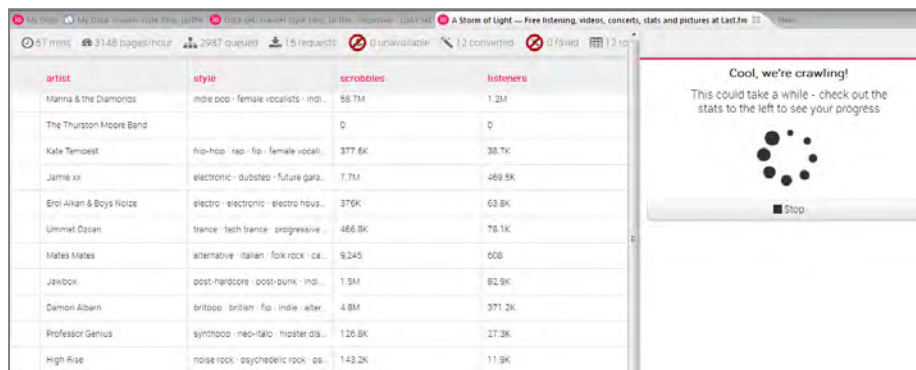 A Storm of Light — Free listening, videos, concerts, stats and pictures at Last.fm
57 mins 3148 pages/hour 2987 queued 15 requests 0 unavailable 12 converted 0 failed 12 ro
artist style scrobbles listeners
Marina & the Diamonds indie pop · female vocalists · indi... 58.7M 1.2M
The Thurston Moore Band 0 0
Kate Tempest hip-hop · rap · fip · female vocali... 377.6K 38.7K
Jamie xx electronic · dubstep · future gara... 7.7M 469.5K
Erol Alkan & Boys Noize electro · electronic · electro hous... 376K 63.8K
Ummet Ozcan trance · tech trance · progressive ... 466.8K 78.1K
Mates Mates alternative · italian · folk rock · ca... 9,245 608
Jawbox post-hardcore · post-punk · indi... 1.5M 82.9K
Damon Albarn britpop · british · fip · indie · alter... 4.8M 371.2K
Professor Genius synthpop · neo-italo · hipster dis... 126.8K 27.3K
High Rise noise rock · psychedelic rock · ps... 143.2K 11.9K
Cool, we're crawling!
This could take a while - check out the
stats to the left to see your progress
Stop